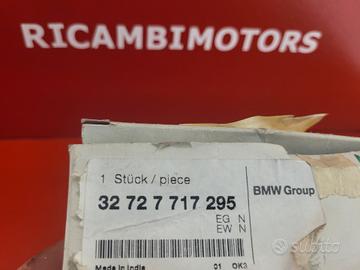 RICAMBIMOTORS
1 Stück / piece
32 72 7 717 295
EG N
EW N
BMW Group
Made in India 01 OK3
subito